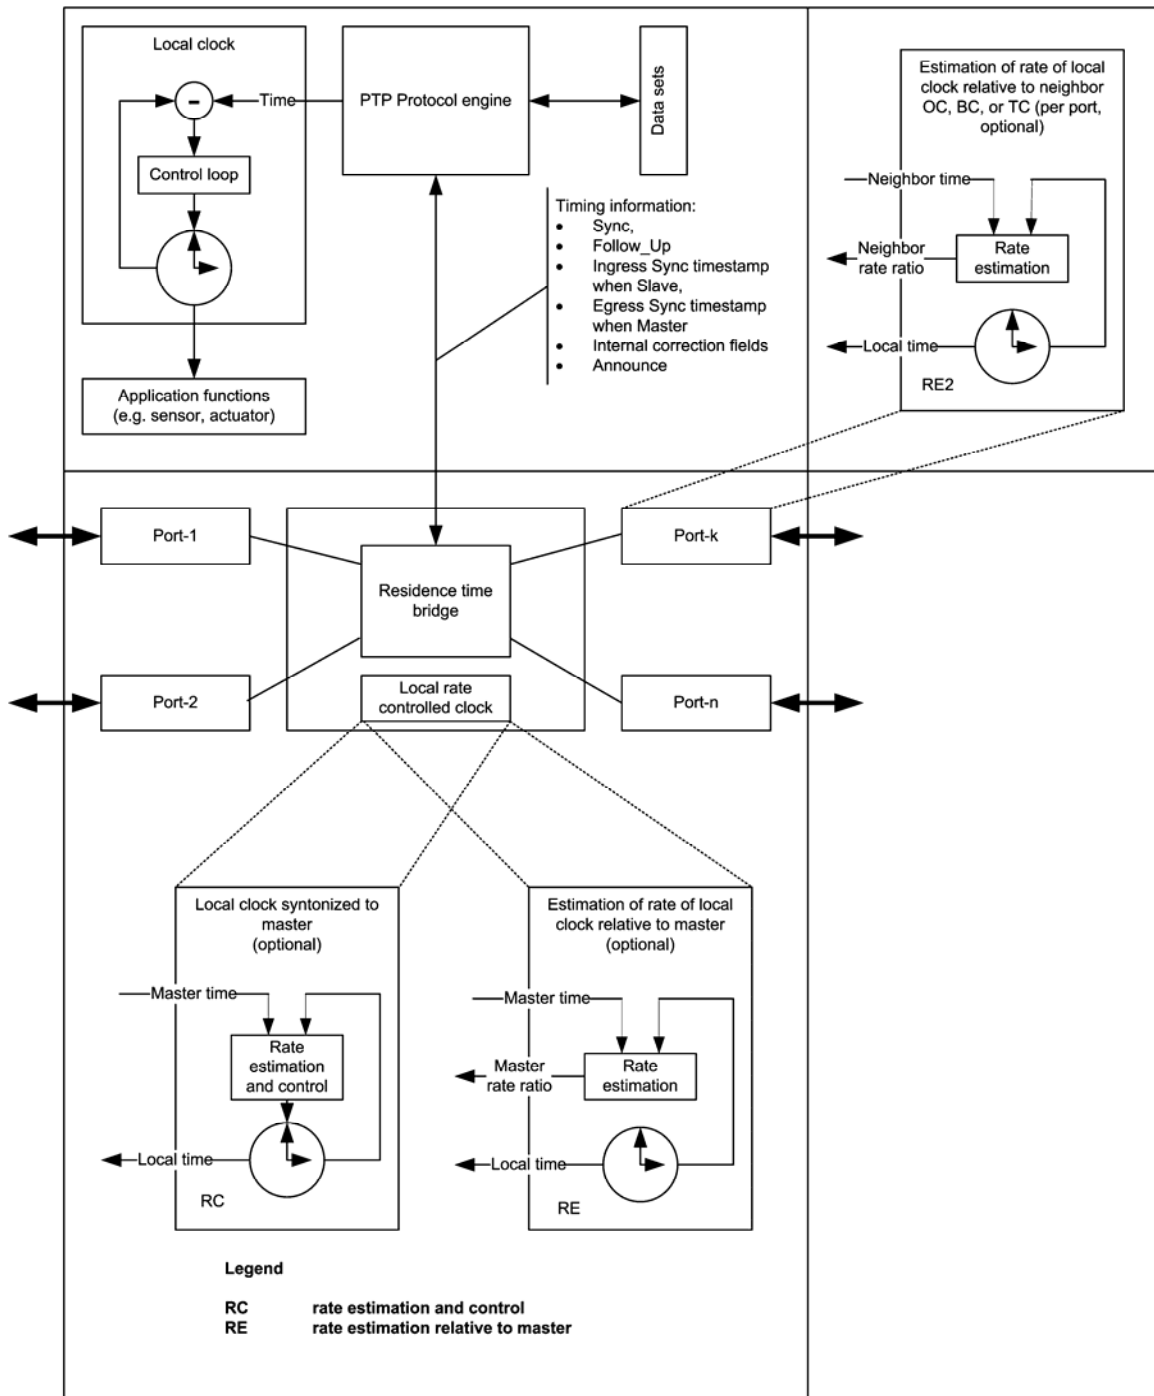 Local clock
-
Time
PTP Protocol engine
Data sets
Control loop
Application functions
(e.g. sensor, actuator)
Timing information:
• Sync,
• Follow_Up
• Ingress Sync timestamp
when Slave,
• Egress Sync timestamp
when Master
• Internal correction fields
• Announce
Estimation of rate of local
clock relative to neighbor
OC, BC, or TC (per port,
optional)
Neighbor time
Neighbor
rate ratio
Rate
estimation
Local time
RE2
Port-1
Port-k
Residence time
bridge
Port-2
Local rate
controlled clock
Port-n
Local clock syntonized to
master
(optional)
Master time
Rate
estimation
and control
Local time
RC
Estimation of rate of local
clock relative to master
(optional)
Master time
Master
rate ratio
Rate
estimation
Local time
RE
Legend
RC rate estimation and control
RE rate estimation relative to master